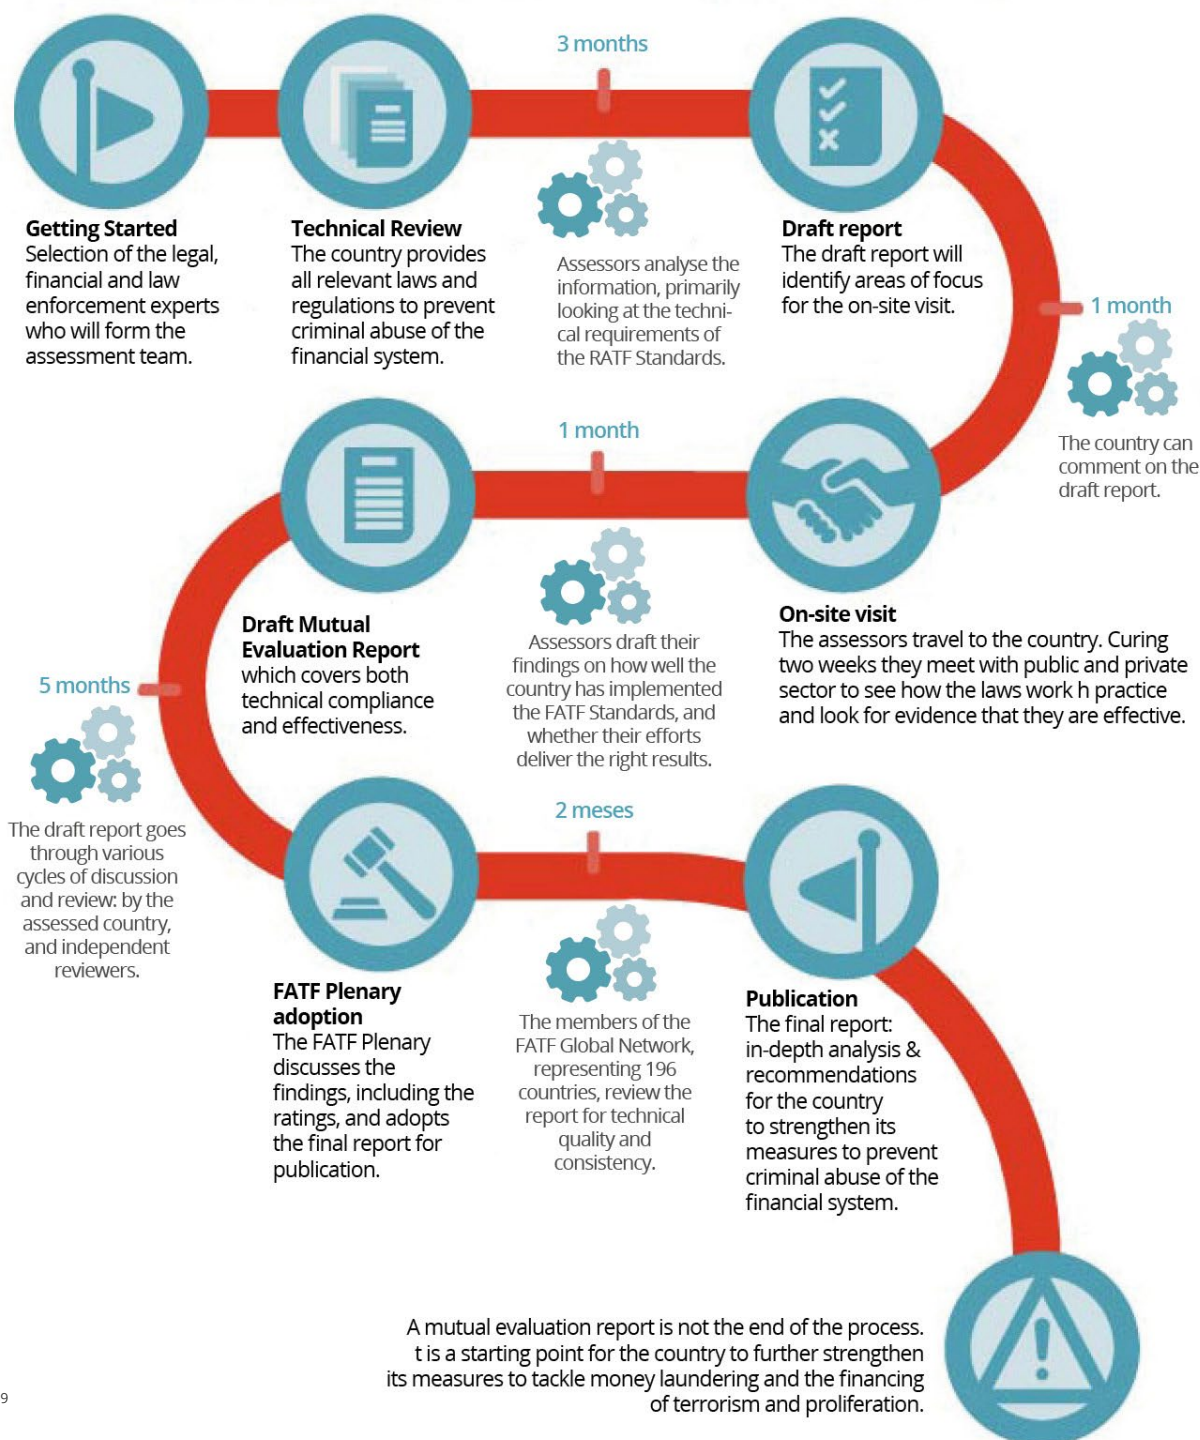 3 months
Getting Started
Selection of the legal,
financial and law
enforcement experts
who will form the
assessment team.
Technical Review
The country provides
all relevant laws and
regulations to prevent
criminal abuse of the
financial system.
Assessors analyse the
information, primarily
looking at the techni-
cal requirements of
the RATF Standards.
Draft report
The draft report will
identify areas of focus
for the on-site visit.
1 month
The country can
comment on the
draft report.
On-site visit
The assessors travel to the country. Curing
two weeks they meet with public and private
sector to see how the laws work h practice
and look for evidence that they are effective.
1 month
Assessors draft their
findings on how well the
country has implemented
the FATF Standards, and
whether their efforts
deliver the right results.
Draft Mutual
Evaluation Report
which covers both
technical compliance
and effectiveness.
5 months
The draft report goes
through various
cycles of discussion
and review: by the
assessed country,
and independent
reviewers.
FATF Plenary
adoption
The FATF Plenary
discusses the
findings, including the
ratings, and adopts
the final report for
publication.
2 meses
The members of the
FATF Global Network,
representing 196
countries, review the
report for technical
quality and
consistency.
Publication
The final report:
in-depth analysis &
recommendations
for the country
to strengthen its
measures to prevent
criminal abuse of the
financial system.
A mutual evaluation report is not the end of the process.
t is a starting point for the country to further strengthen
its measures to tackle money laundering and the financing
of terrorism and proliferation.
9